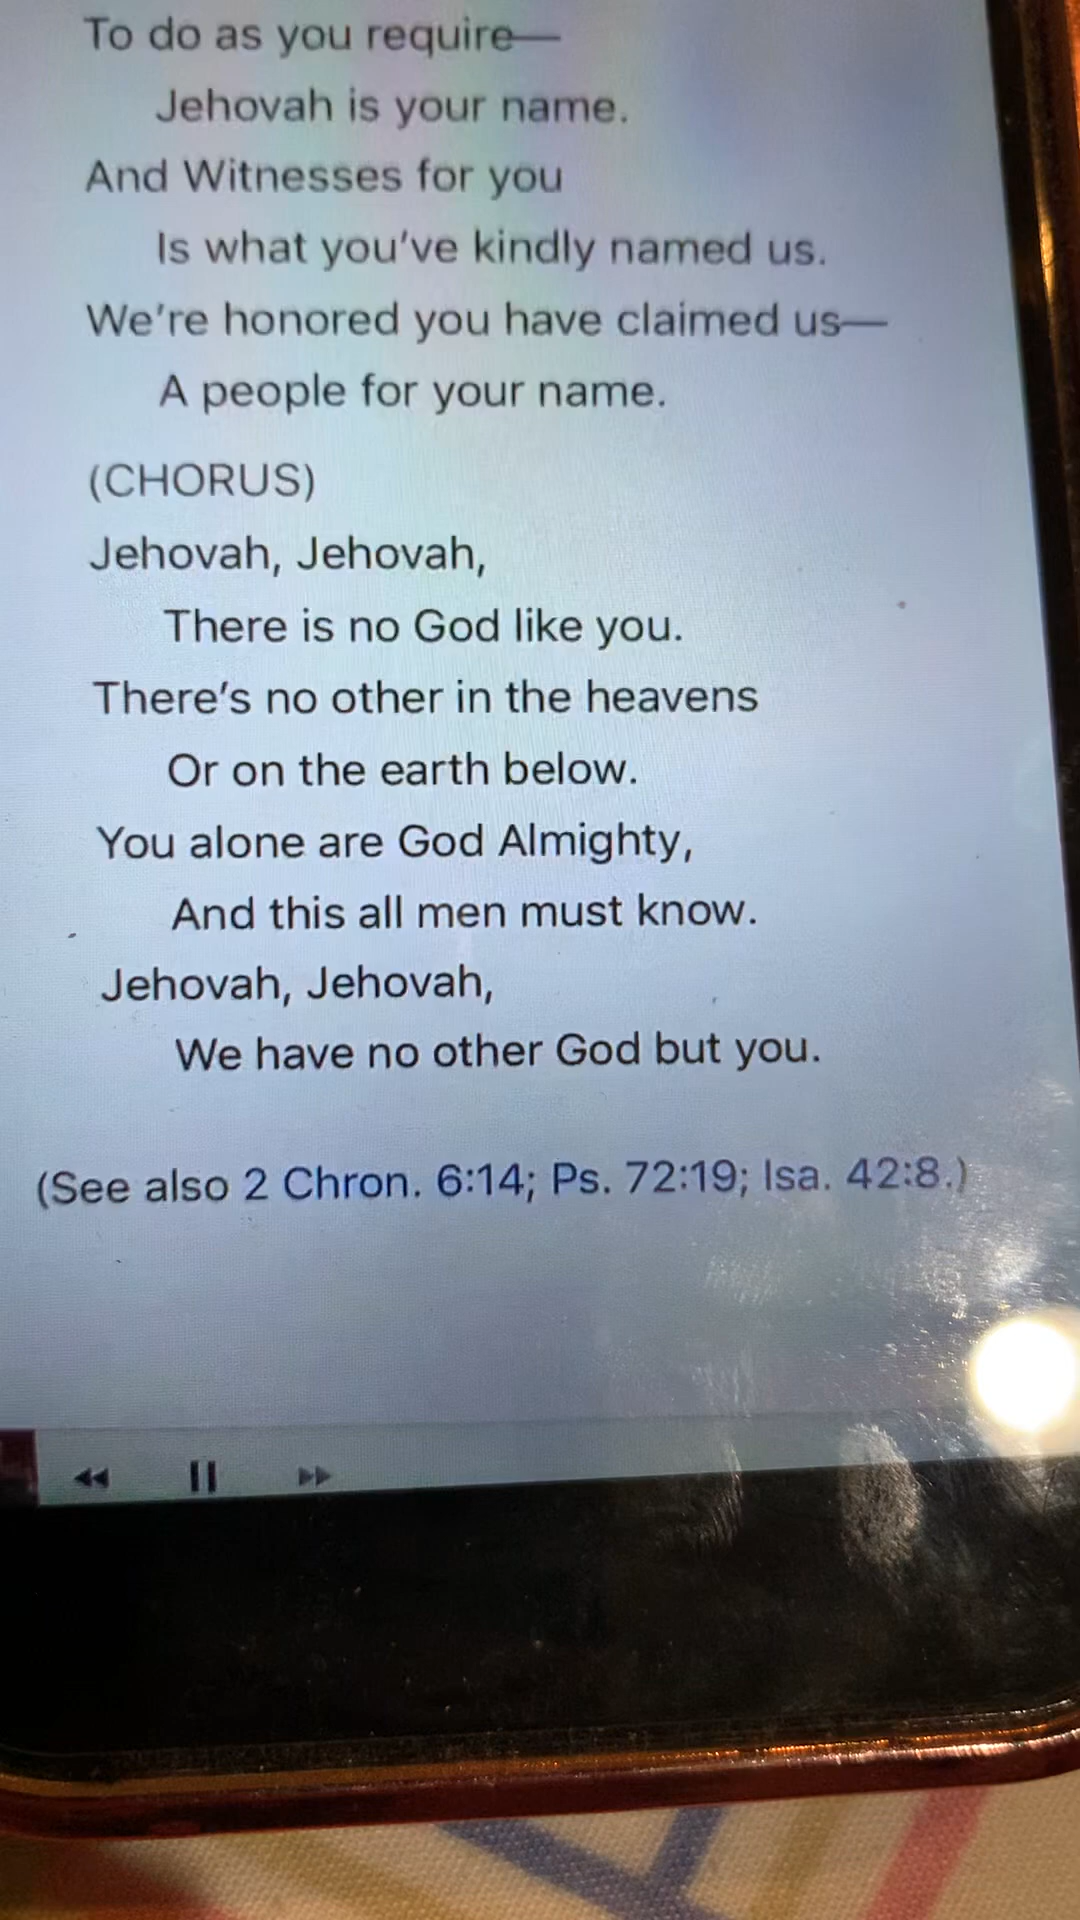 To do as you require—
Jehovah is your name.
And Witnesses for you
Is what you’ve kindly named us.
We’re honored you have claimed us—
A people for your name.
(CHORUS)
Jehovah, Jehovah,
There is no God like you.
There’s no other in the heavens
Or on the earth below.
You alone are God Almighty,
And this all men must know.
Jehovah, Jehovah,
We have no other God but you.
(See also 2 Chron. 6:14; Ps. 72:19; Isa. 42:8.)